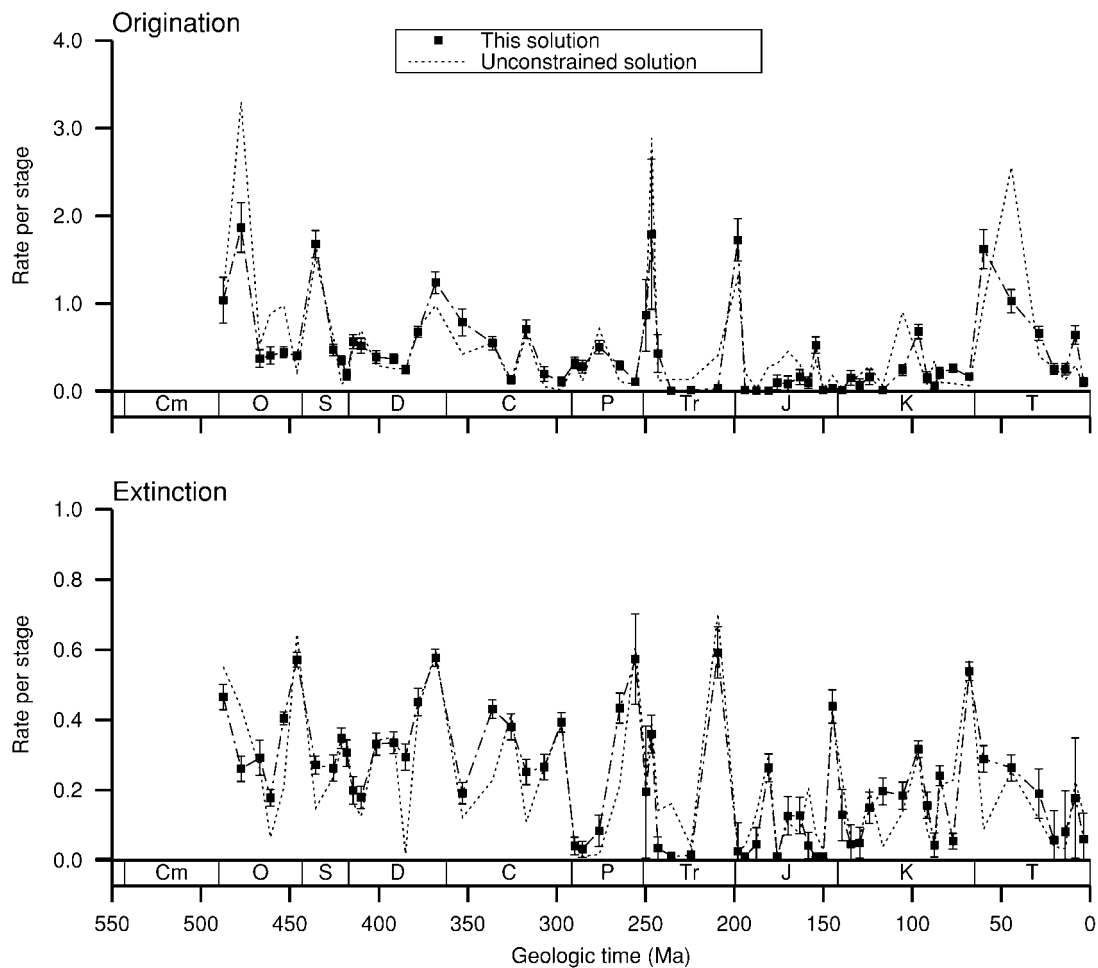 Origination
4.0
This solution
Unconstrained solution
3.0
Rate per stage
2.0
1.0
0.0
Cm O S D C P Tr J K T
Extinction
1.0
0.8
0.6
Rate per stage
0.4
0.2
0.0
Cm O S D C P Tr J K T
550 500 450 400 350 300 250 200 150 100 50 0
Geologic time (Ma)